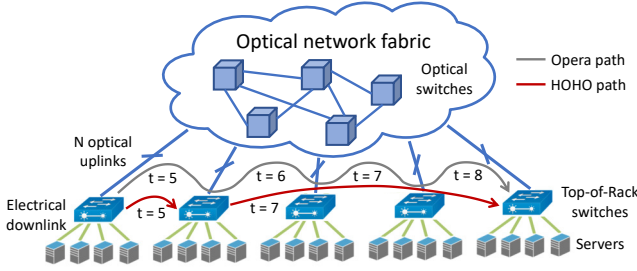 Optical network fabric
Optical
switches
Opera path
HOHO path
N optical
uplinks
t = 5
t = 6
t = 7
t = 8
Electrical
downlink
t = 5
t = 7
Top-of-Rack
switches
Servers